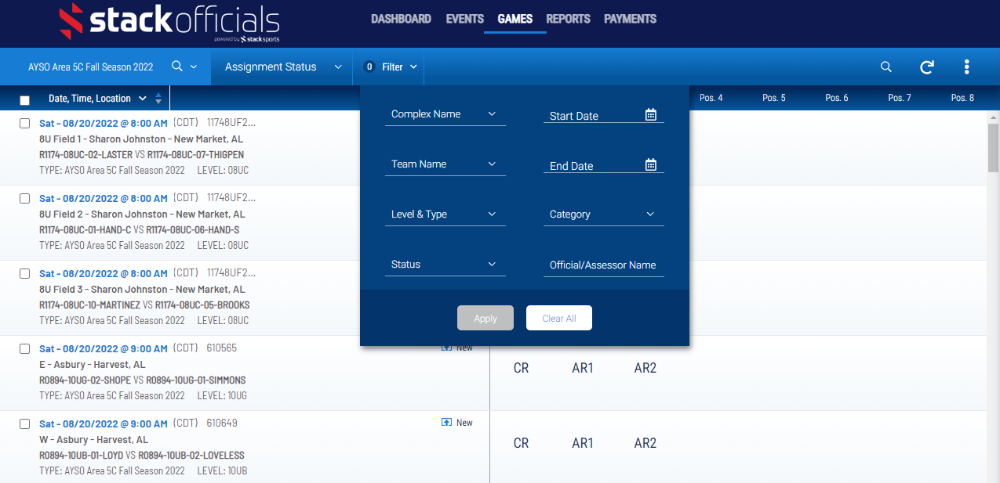 stackofficials
powered by stack sports
DASHBOARD EVENTS GAMES REPORTS PAYMENTS
AYSO Area 5C Fall Season 2022 Assignment Status 0 Filter
Date, Time, Location Pos. 4 Pos. 5 Pos. 6 Pos. 7 Pos. 8
Complex Name Start Date
Team Name End Date
Level & Type Category
Status Official/Assessor Name
Apply Clear All
Sat - 08/20/2022 @ 8:00 AM (CDT) 11748UF2...
8U Field 1 - Sharon Johnston - New Market, AL
R1174-08UC-02-LASTER VS R1174-08UC-07-THIGPEN
TYPE: AYSO Area 5C Fall Season 2022 LEVEL: 08UC
Sat - 08/20/2022 @ 8:00 AM (CDT) 11748UF2...
8U Field 2 - Sharon Johnston - New Market, AL
R1174-08UC-01-HAND-C VS R1174-08UC-06-HAND-S
TYPE: AYSO Area 5C Fall Season 2022 LEVEL: 08UC
Sat - 08/20/2022 @ 8:00 AM (CDT) 11748UF2...
8U Field 3 - Sharon Johnston - New Market, AL
R1174-08UC-10-MARTINEZ VS R1174-08UC-05-BROOKS
TYPE: AYSO Area 5C Fall Season 2022 LEVEL: 08UC
Sat - 08/20/2022 @ 9:00 AM (CDT) 610565 New
E - Asbury - Harvest, AL
CR AR1 AR2
R0894-10UG-02-SHOPE VS R0894-10UG-01-SIMMONS
TYPE: AYSO Area 5C Fall Season 2022 LEVEL: 10UG
Sat - 08/20/2022 @ 9:00 AM (CDT) 610649 New
W - Asbury - Harvest, AL
CR AR1 AR2
R0894-10UB-01-LOYD VS R0894-10UB-02-LOVELESS
TYPE: AYSO Area 5C Fall Season 2022 LEVEL: 10UB